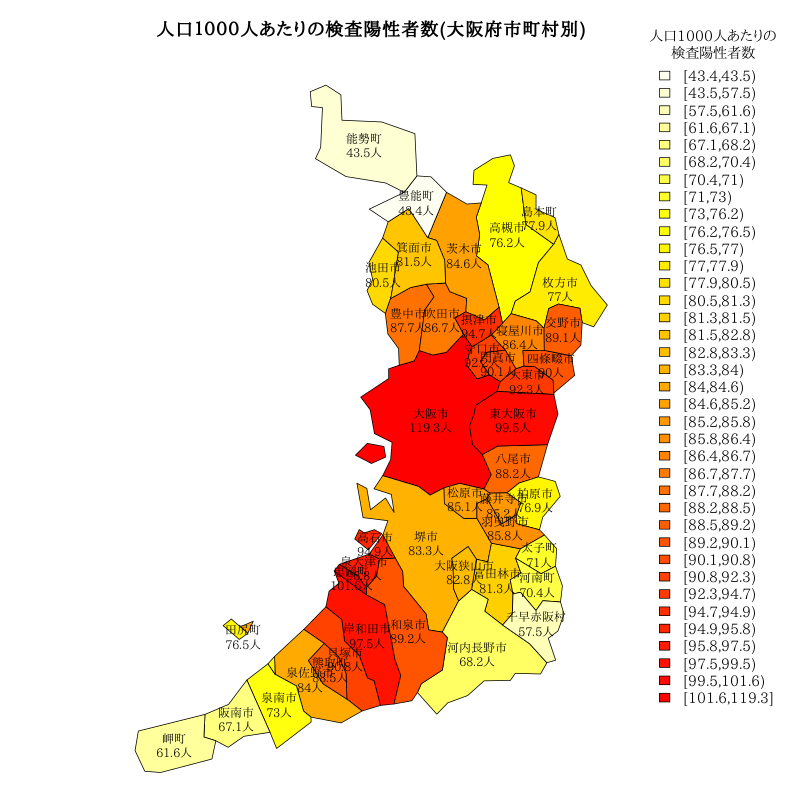 人口1000人あたりの検査陽性者数(大阪府市町村別)
人口1000人あたりの
検査陽性者数
[43.4,43.5)
[43.5,57.5)
[57.5,61.6)
[61.6,67.1)
[67.1,68.2)
[68.2,70.4)
[70.4,71)
[71,73)
[73,76.2)
[76.2,76.5)
[76.5,77)
[77,77.9)
[77.9,80.5)
[80.5,81.3)
[81.3,81.5)
[81.5,82.8)
[82.8,83.3)
[83.3,84)
[84,84.6)
[84.6,85.2)
[85.2,85.8)
[85.8,86.4)
[86.4,86.7)
[86.7,87.7)
[87.7,88.2)
[88.2,88.5)
[88.5,89.2)
[89.2,90.1)
[90.1,90.8)
[90.8,92.3)
[92.3,94.7)
[94.7,94.9)
[94.9,95.8)
[95.8,97.5)
[97.5,99.5)
[99.5,101.6)
[101.6,119.3]
能勢町
43.5人
豊能町
43.4人
島本町
77.9人
高槻市
76.2人
箕面市
81.5人
茨木市
84.6人
池田市
80.5人
枚方市
77人
豊中市
87.7人
吹田市
86.7人
摂津市
94.7人
寝屋川市
86.4人
交野市
89.1人
守口市
門真市
90.1人
四條畷市
90人
大東市
92.3人
大阪市
119.3人
東大阪市
99.5人
八尾市
88.2人
松原市
85.1人
藤井寺市
85.2人
柏原市
76.9人
羽曳野市
85.8人
高石市
94.9人
堺市
83.3人
太子町
71人
泉大津市
大阪狭山市
82.8人
富田林市
81.3人
河南町
70.4人
千早赤阪村
57.5人
田尻町
76.5人
岸和田市
97.5人
和泉市
89.2人
河内長野市
68.2人
貝塚市
90.8人
熊取町
88.5人
泉佐野市
84人
泉南市
73人
阪南市
67.1人
岬町
61.6人